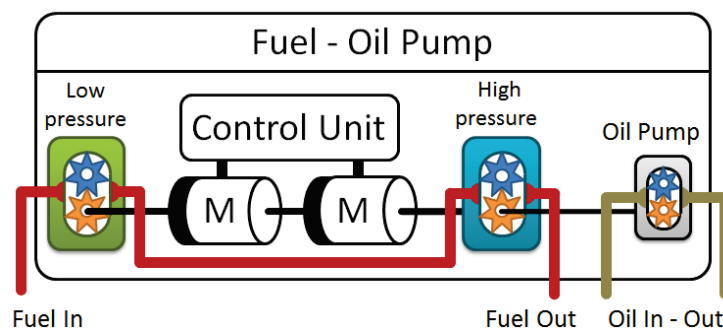 Fuel - Oil Pump
Low
pressure
Control Unit
High
pressure
Oil Pump
M
M
Fuel In
Fuel Out
Oil In - Out